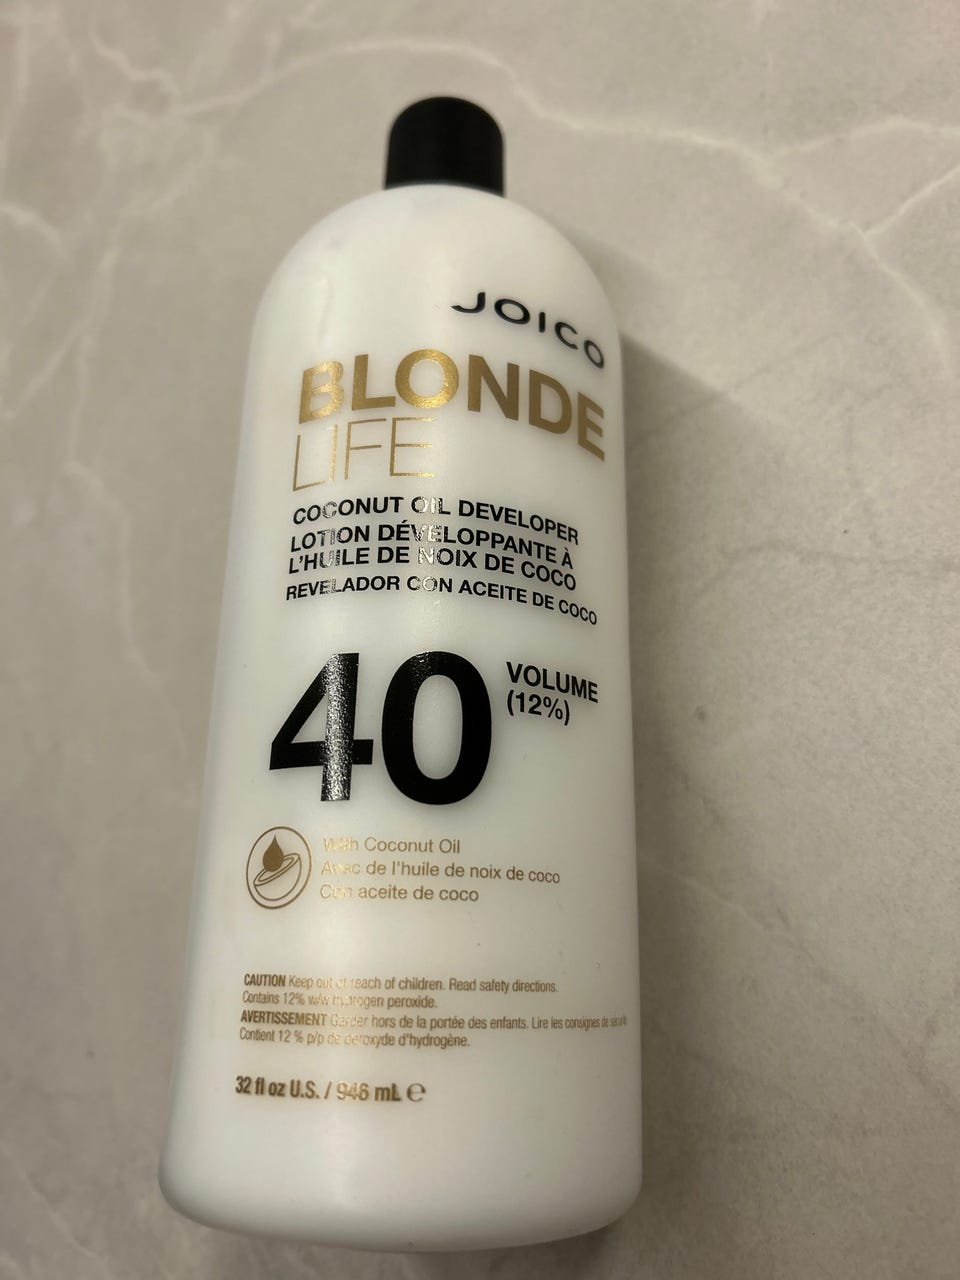 JOICO
BLONDE
LIFE
COCONUT OIL DEVELOPER
LOTION DÉVELOPPANTE À
L'HUILE DE NOIX DE COCO
REVELADOR CON ACEITE DE COCO
40
VOLUME
(12%)
With Coconut Oil
Avec de l'huile de noix de coco
Con aceite de coco
CAUTION Keep out of reach of children. Read safety directions.
Contains 12% w/w hydrogen peroxide.
AVERTISSEMENT Garder hors de la portée des enfants. Lire les consignes de sécurité
Contient 12 % p/p de peroxyde d'hydrogène.
32 fl oz U.S. / 946 mL ℮